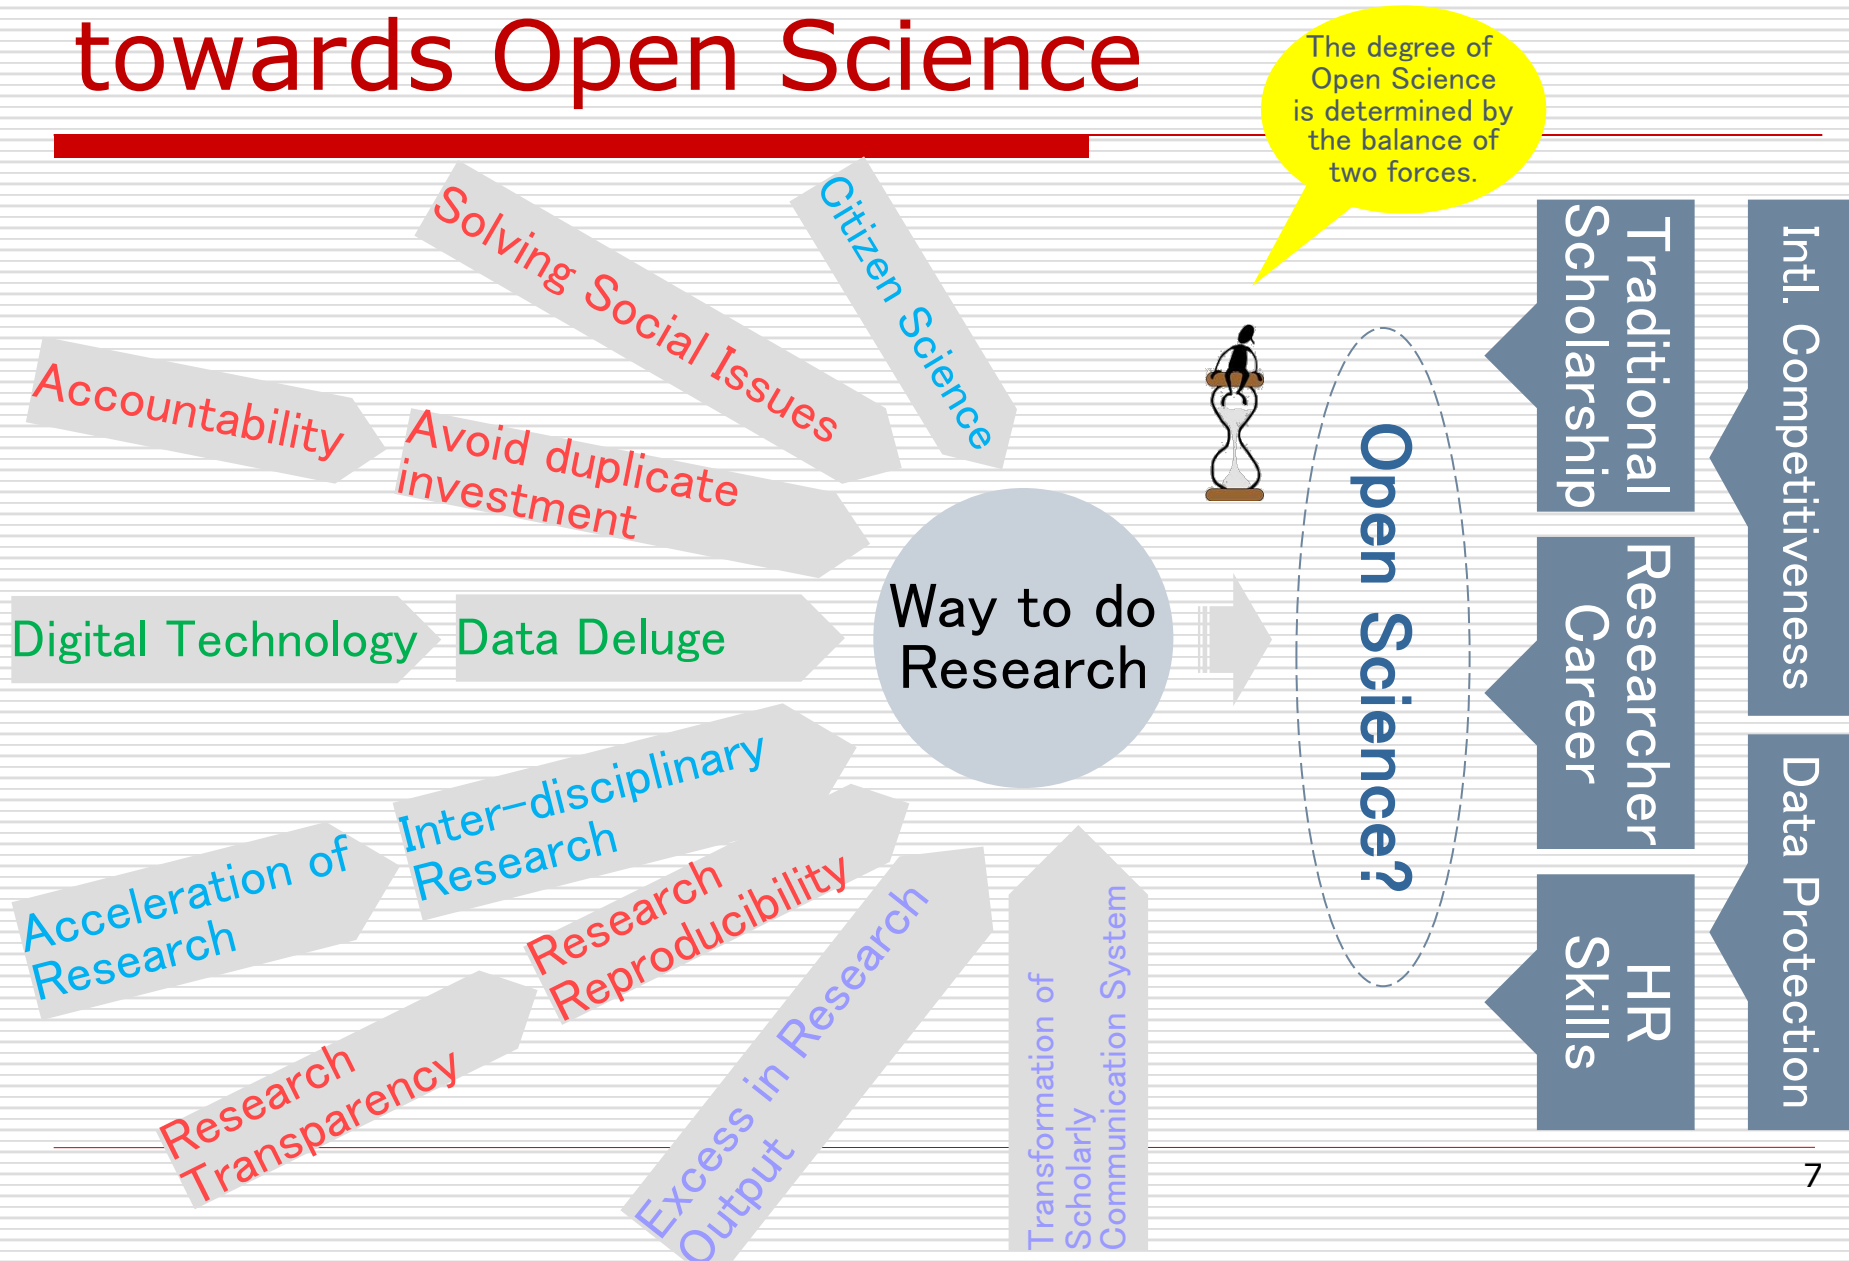 towards Open Science
The degree of
Open Science
is determined by
the balance of
two forces.
Solving Social Issues
Citizen Science
Accountability
Avoid duplicate
investment
Digital Technology
Data Deluge
Way to do
Research
Inter-disciplinary
Research
Acceleration of
Research
Research
Reproducibility
Research
Transparency
Excess in Research
Output
Transformation of
Scholarly
Communication System
Open Science?
Traditional
Scholarship
Researcher
Career
HR
Skills
Intl. Competitiveness
Data Protection
7